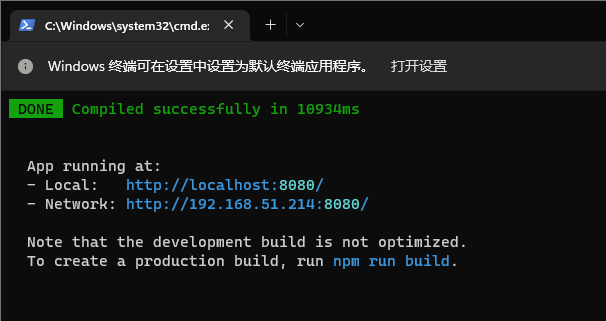 C:\Windows\system32\cmd.e
Windows 终端可在设置中设置为默认终端应用程序。 打开设置
DONE Compiled successfully in 10934ms
App running at:
- Local: http://localhost:8080/
- Network: http://192.168.51.214:8080/
Note that the development build is not optimized.
To create a production build, run npm run build.